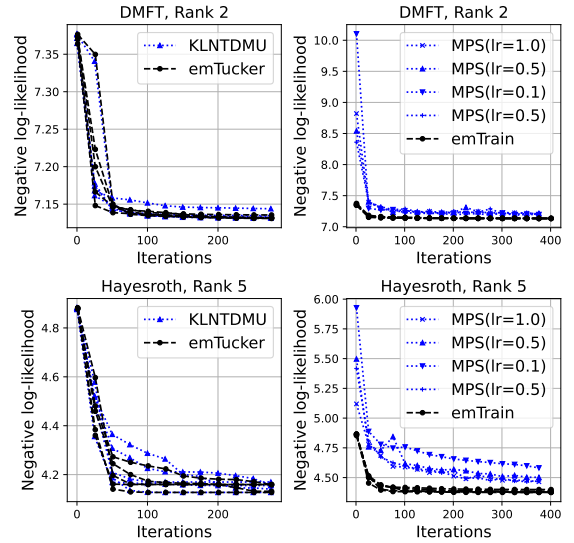 DMFT, Rank 2
Negative log-likelihood
7.35
7.30
7.25
7.20
7.15
KLNTDMU
emTucker
0
100
200
Iterations
DMFT, Rank 2
Negative log-likelihood
10.0
9.5
9.0
8.5
8.0
7.5
7.0
MPS(lr=1.0)
MPS(lr=0.5)
MPS(lr=0.1)
MPS(lr=0.5)
emTrain
0
100
200
300
400
Iterations
Hayesroth, Rank 5
Negative log-likelihood
4.8
4.6
4.4
4.2
KLNTDMU
emTucker
0
100
200
Iterations
Hayesroth, Rank 5
Negative log-likelihood
6.00
5.75
5.50
5.25
5.00
4.75
4.50
MPS(lr=1.0)
MPS(lr=0.5)
MPS(lr=0.1)
MPS(lr=0.5)
emTrain
0
100
200
300
400
Iterations